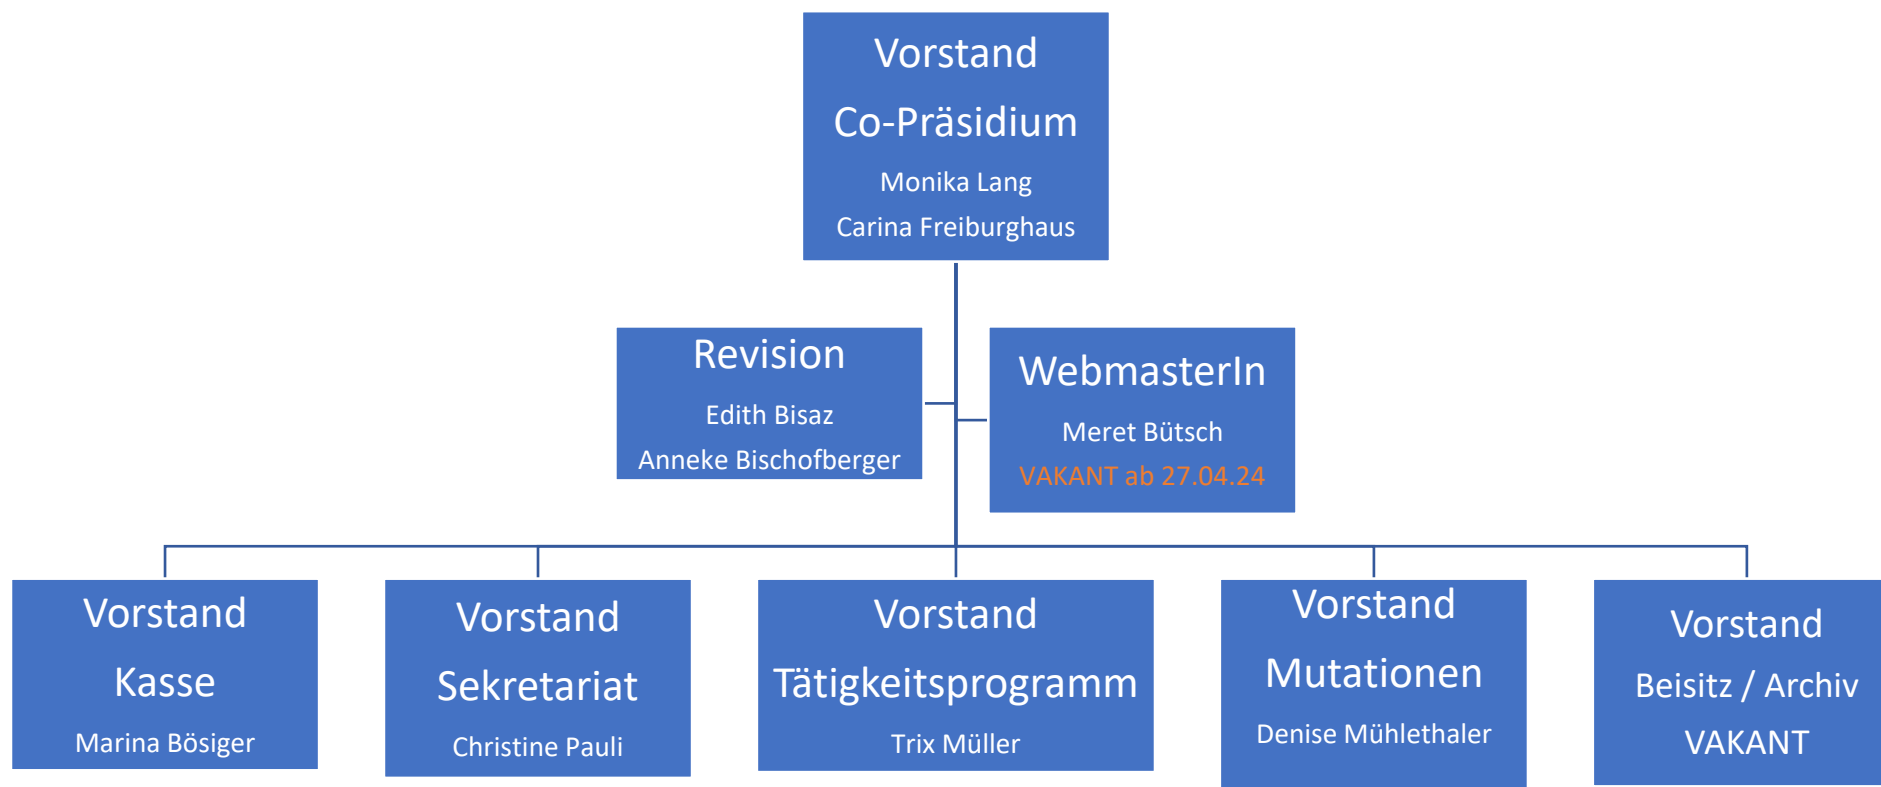 Vorstand
Co-Präsidium
Monika Lang
Carina Freiburghaus
Revision
Edith Bisaz
Anneke Bischofberger
WebmasterIn
Meret Bütsch
VAKANT ab 27.04.24
Vorstand
Kasse
Marina Bösiger
Vorstand
Sekretariat
Christine Pauli
Vorstand
Tätigkeitsprogramm
Trix Müller
Vorstand
Mutationen
Denise Mühlethaler
Vorstand
Beisitz / Archiv
VAKANT